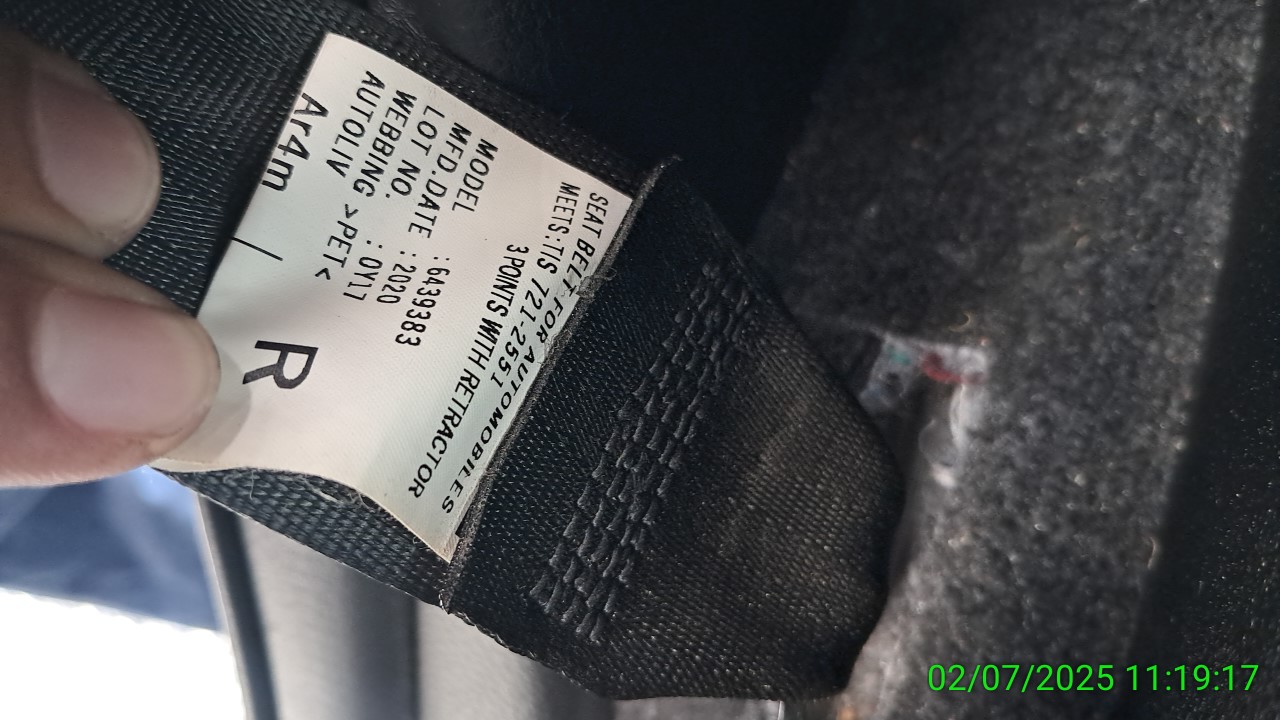 SEAT BELT FOR AUTOMOBILES
MEETS:TIS 721-2551
3 POINTS WITH RETRACTOR
MODEL : 6439383
MFD.DATE : 2020
LOT NO. : 0Y17
WEBBING >PET<
AUTOLIV
Ar4m R
02/07/2025 11:19:17